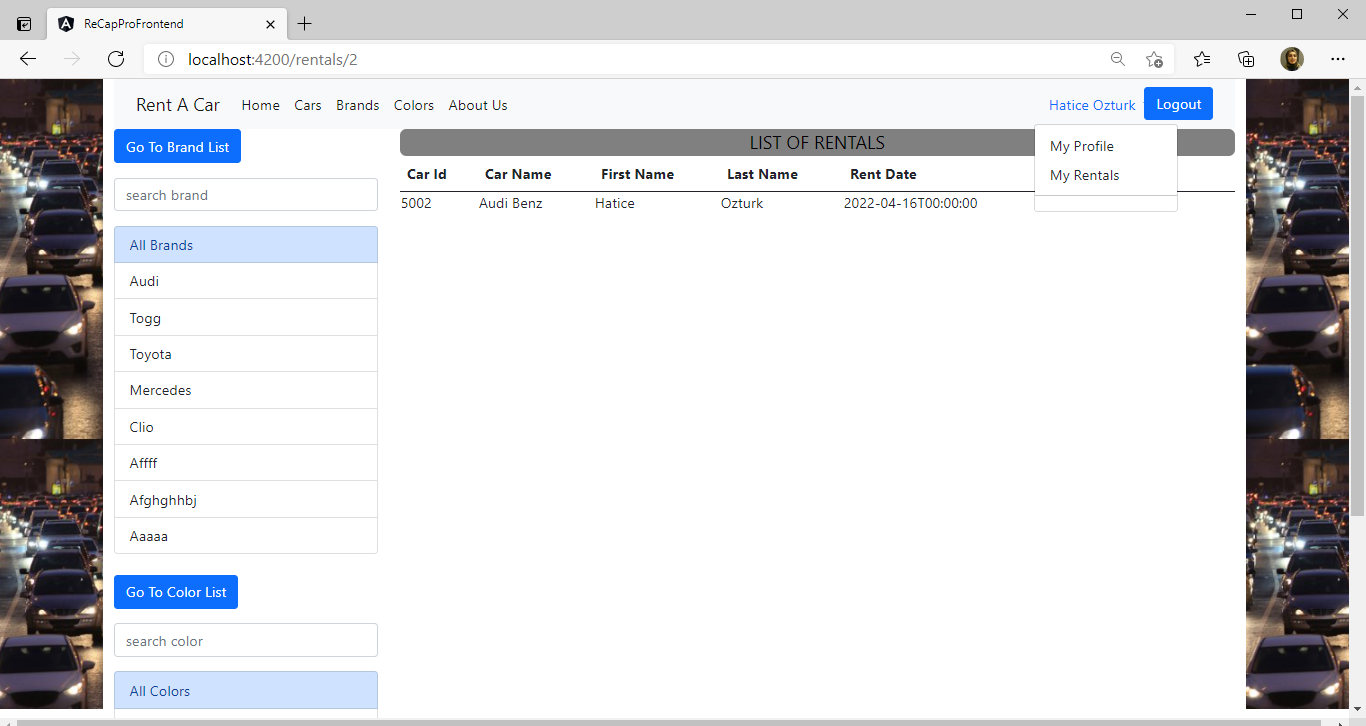 ReCapProFrontend
localhost:4200/rentals/2
Rent A Car Home Cars Brands Colors About Us Hatice Ozturk Logout
My Profile
My Rentals
Go To Brand List
search brand
All Brands
Audi
Togg
Toyota
Mercedes
Clio
Affff
Afghghhbj
Aaaaa
Go To Color List
search color
All Colors
LIST OF RENTALS
Car Id Car Name First Name Last Name Rent Date
5002 Audi Benz Hatice Ozturk 2022-04-16T00:00:00